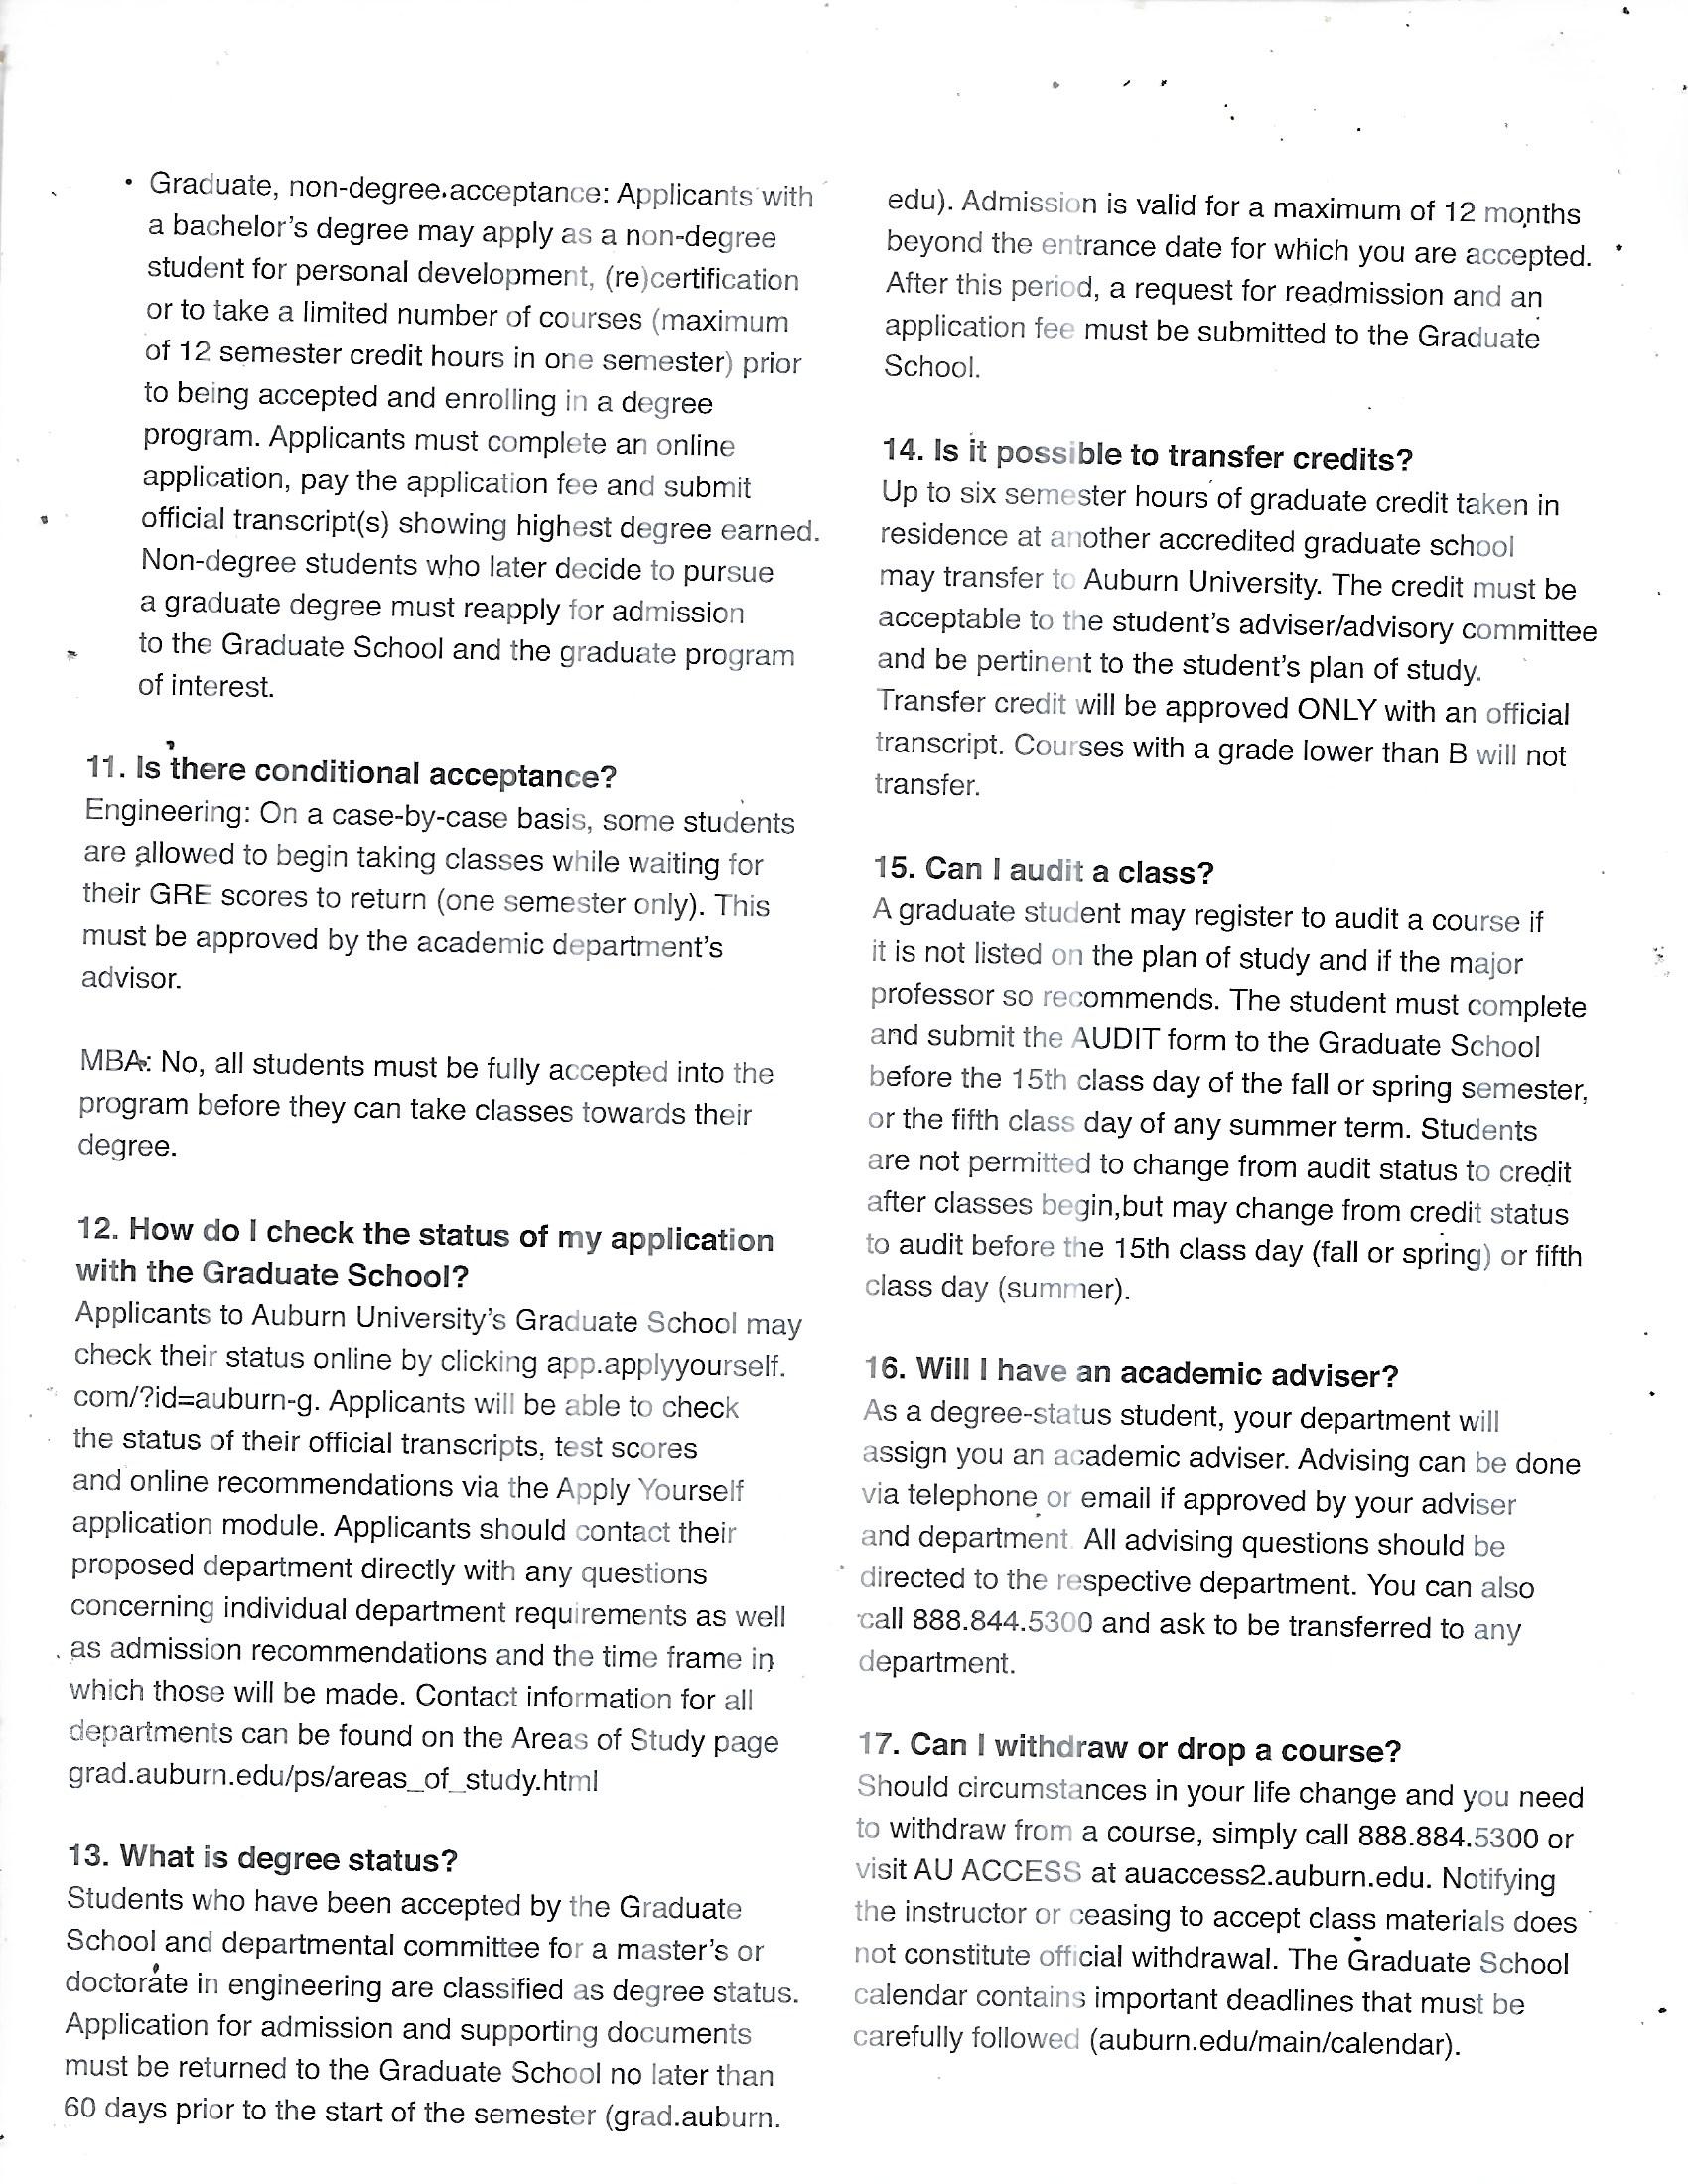 • Graduate, non-degree acceptance: Applicants with
a bachelor's degree may apply as a non-degree
student for personal development, (re)certification
or to take a limited number of courses (maximum
of 12 semester credit hours in one semester) prior
to being accepted and enrolling in a degree
program. Applicants must complete an online
application, pay the application fee and submit
official transcript(s) showing highest degree earned.
Non-degree students who later decide to pursue
a graduate degree must reapply for admission
to the Graduate School and the graduate program
of interest.
11. Is there conditional acceptance?
Engineering: On a case-by-case basis, some students
are allowed to begin taking classes while waiting for
their GRE scores to return (one semester only). This
must be approved by the academic department's
advisor.
MBA: No, all students must be fully accepted into the
program before they can take classes towards their
degree.
12. How do I check the status of my application
with the Graduate School?
Applicants to Auburn University's Graduate School may
check their status online by clicking app.applyyourself.
com/?id=auburn-g. Applicants will be able to check
the status of their official transcripts, test scores
and online recommendations via the Apply Yourself
application module. Applicants should contact their
proposed department directly with any questions
concerning individual department requirements as well
as admission recommendations and the time frame in
which those will be made. Contact information for all
departments can be found on the Areas of Study page
grad.auburn.edu/ps/areas_of_study.html
13. What is degree status?
Students who have been accepted by the Graduate
School and departmental committee for a master's or
doctorate in engineering are classified as degree status.
Application for admission and supporting documents
must be returned to the Graduate School no later than
60 days prior to the start of the semester (grad.auburn.
edu). Admission is valid for a maximum of 12 months
beyond the entrance date for which you are accepted.
After this period, a request for readmission and an
application fee must be submitted to the Graduate
School.
14. Is it possible to transfer credits?
Up to six semester hours of graduate credit taken in
residence at another accredited graduate school
may transfer to Auburn University. The credit must be
acceptable to the student's adviser/advisory committee
and be pertinent to the student's plan of study.
Transfer credit will be approved ONLY with an official
transcript. Courses with a grade lower than B will not
transfer.
15. Can I audit a class?
A graduate student may register to audit a course if
it is not listed on the plan of study and if the major
professor so recommends. The student must complete
and submit the AUDIT form to the Graduate School
before the 15th class day of the fall or spring semester,
or the fifth class day of any summer term. Students
are not permitted to change from audit status to credit
after classes begin,but may change from credit status
to audit before the 15th class day (fall or spring) or fifth
class day (summer).
16. Will I have an academic adviser?
As a degree-status student, your department will
assign you an academic adviser. Advising can be done
via telephone or email if approved by your adviser
and department. All advising questions should be
directed to the respective department. You can also
call 888.844.5300 and ask to be transferred to any
department.
17. Can I withdraw or drop a course?
Should circumstances in your life change and you need
to withdraw from a course, simply call 888.884.5300 or
visit AU ACCESS at auaccess2.auburn.edu. Notifying
the instructor or ceasing to accept class materials does
not constitute official withdrawal. The Graduate School
calendar contains important deadlines that must be
carefully followed (auburn.edu/main/calendar).